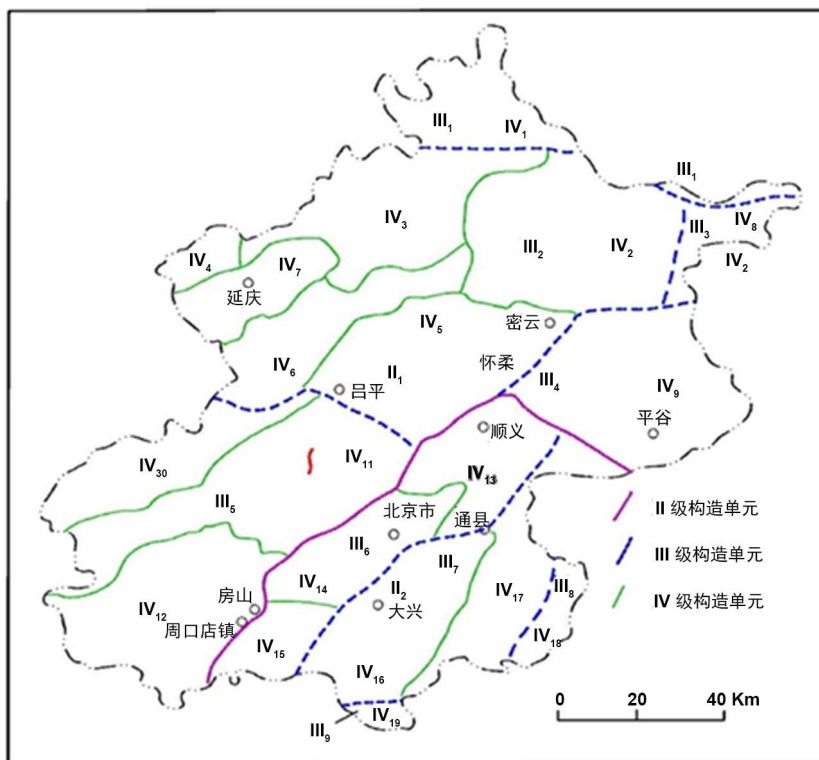 III₁
IV₁
III₁
IV₈
III₃
IV₂
IV₃
III₂
IV₂
IV₄
IV₇
延庆
IV₅
密云
怀柔
IV₆
II₁
吕平
III₄
IV₉
平谷
顺义
IV₃₀
IV₁₁
IV₁₃
III₅
北京市
通县
II 级构造单元
III₆
III₇
III 级构造单元
II₂
IV₁₇
III₈
IV₁₄
大兴
IV 级构造单元
IV₁₂
房山
周口店镇
IV₁₅
IV₁₈
IV₁₆
IV₁₉
III₉
0 20 40 Km